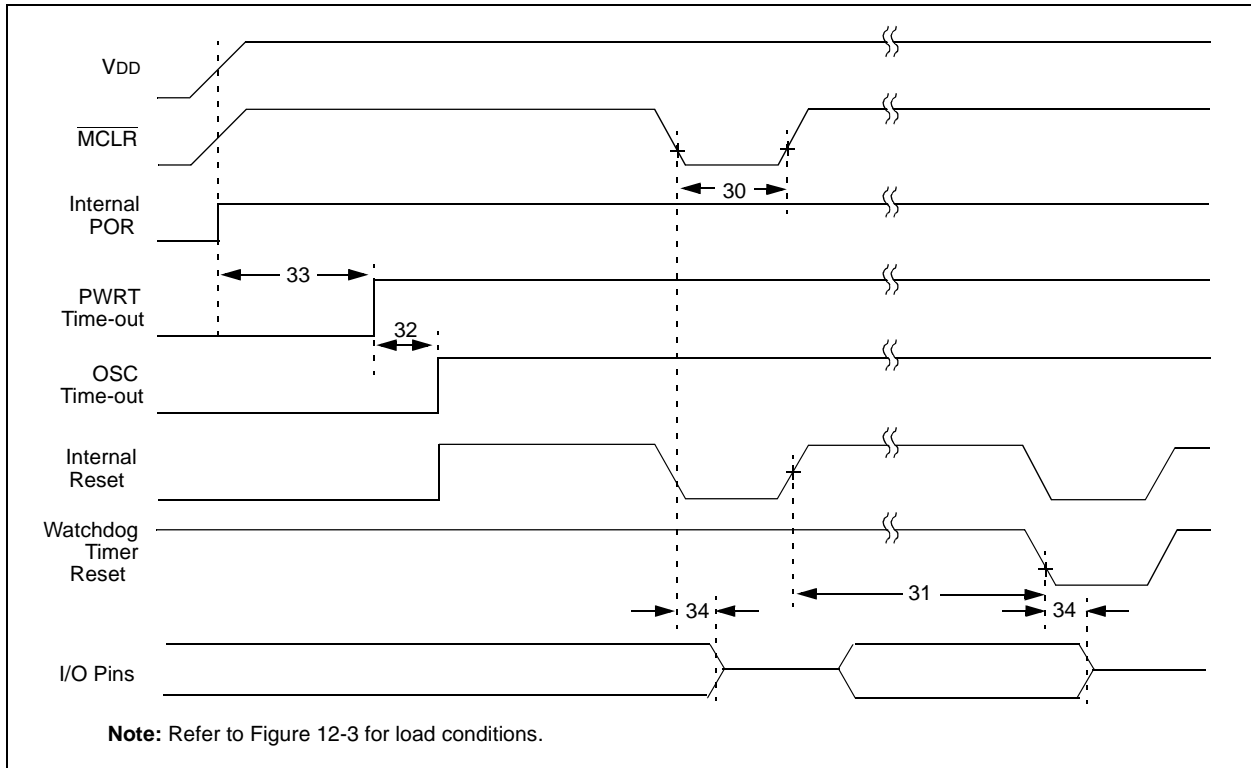 VDD
MCLR
30
Internal
POR
33
PWRT
Time-out
32
OSC
Time-out
Internal
Reset
Watchdog
Timer
Reset
31
34
34
I/O Pins
Note: Refer to Figure 12-3 for load conditions.